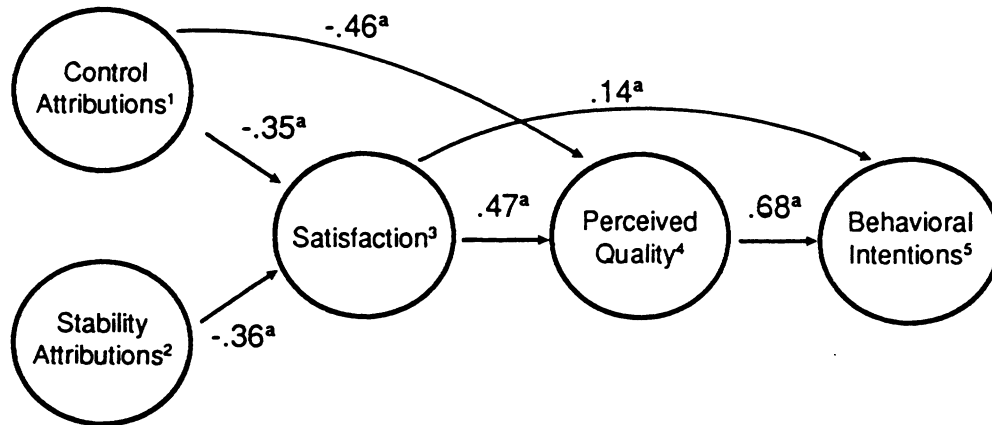 -.46ᵃ
Control
Attributions¹
.14ᵃ
-.35ᵃ
Satisfaction³
.47ᵃ
Perceived
Quality⁴
.68ᵃ
Behavioral
Intentions⁵
Stability
Attributions²
-.36ᵃ